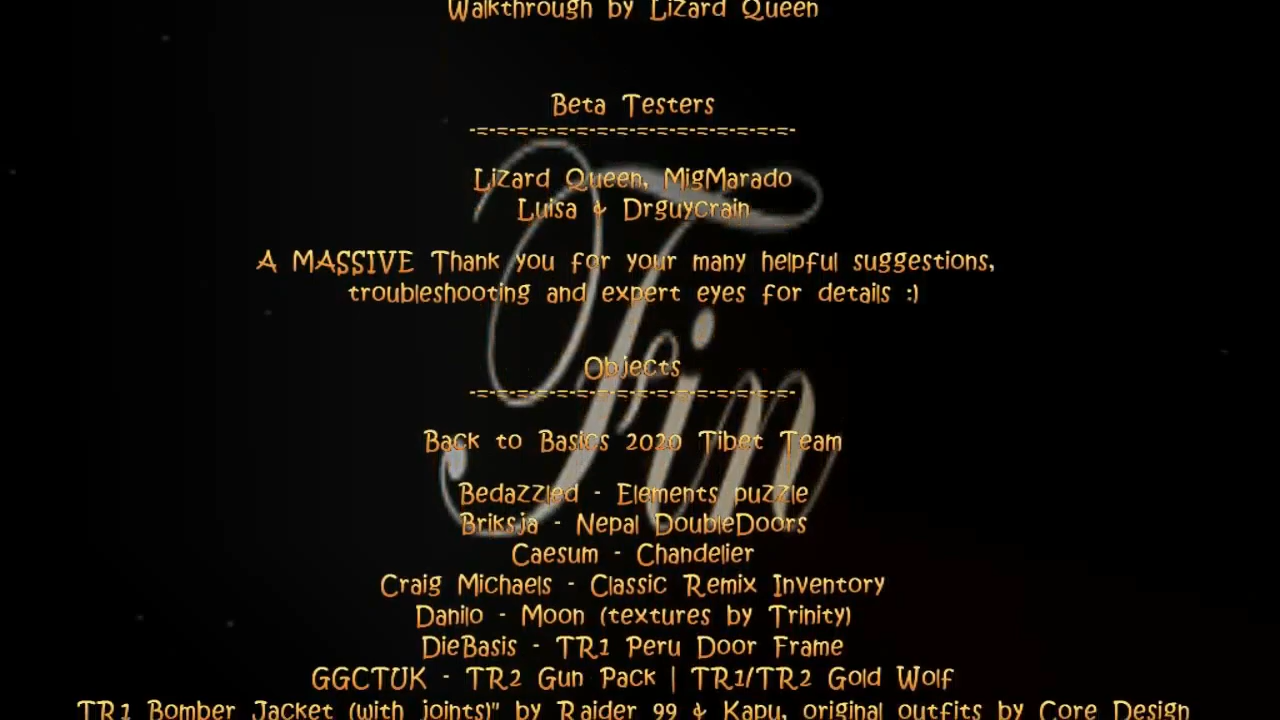 Walkthrough by Lizard Queen
Beta Testers
-=-=-=-=-=-=-=-=-=-=-=-=-=-
Lizard Queen, MigMarado
Luisa & Drguycrain
A MASSIVE Thank you for your many helpful suggestions,
troubleshooting and expert eyes for details :)
Objects
-=-=-=-=-=-=-=-=-=-=-=-=-=-
Back to Basics 2020 Tibet Team
Bedazzled - Elements puzzle
Briksja - Nepal DoubleDoors
Caesum - Chandelier
Craig Michaels - Classic Remix Inventory
Danilo - Moon (textures by Trinity)
DieBasis - TR1 Peru Door Frame
GGCTUK - TR2 Gun Pack | TR1/TR2 Gold Wolf
TR1 Bomber Jacket (with joints)" by Raider 99 & Kapu, original outfits by Core Design
Fin